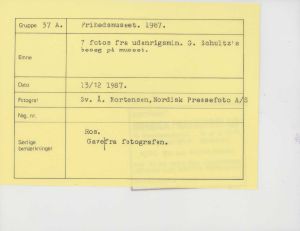 Gruppe 37 A. Frihedsmuseet. 1987.
Emne 7 fotos fra udenrigsmin. G. Schultz's
besøg på museet.
Dato 13/12 1987.
Fotograf Sv. Å. Mortensen, Nordisk Pressefoto A/S
Neg. nr.
Særlige
bemærkninger Hos.
Gave fra fotografen.